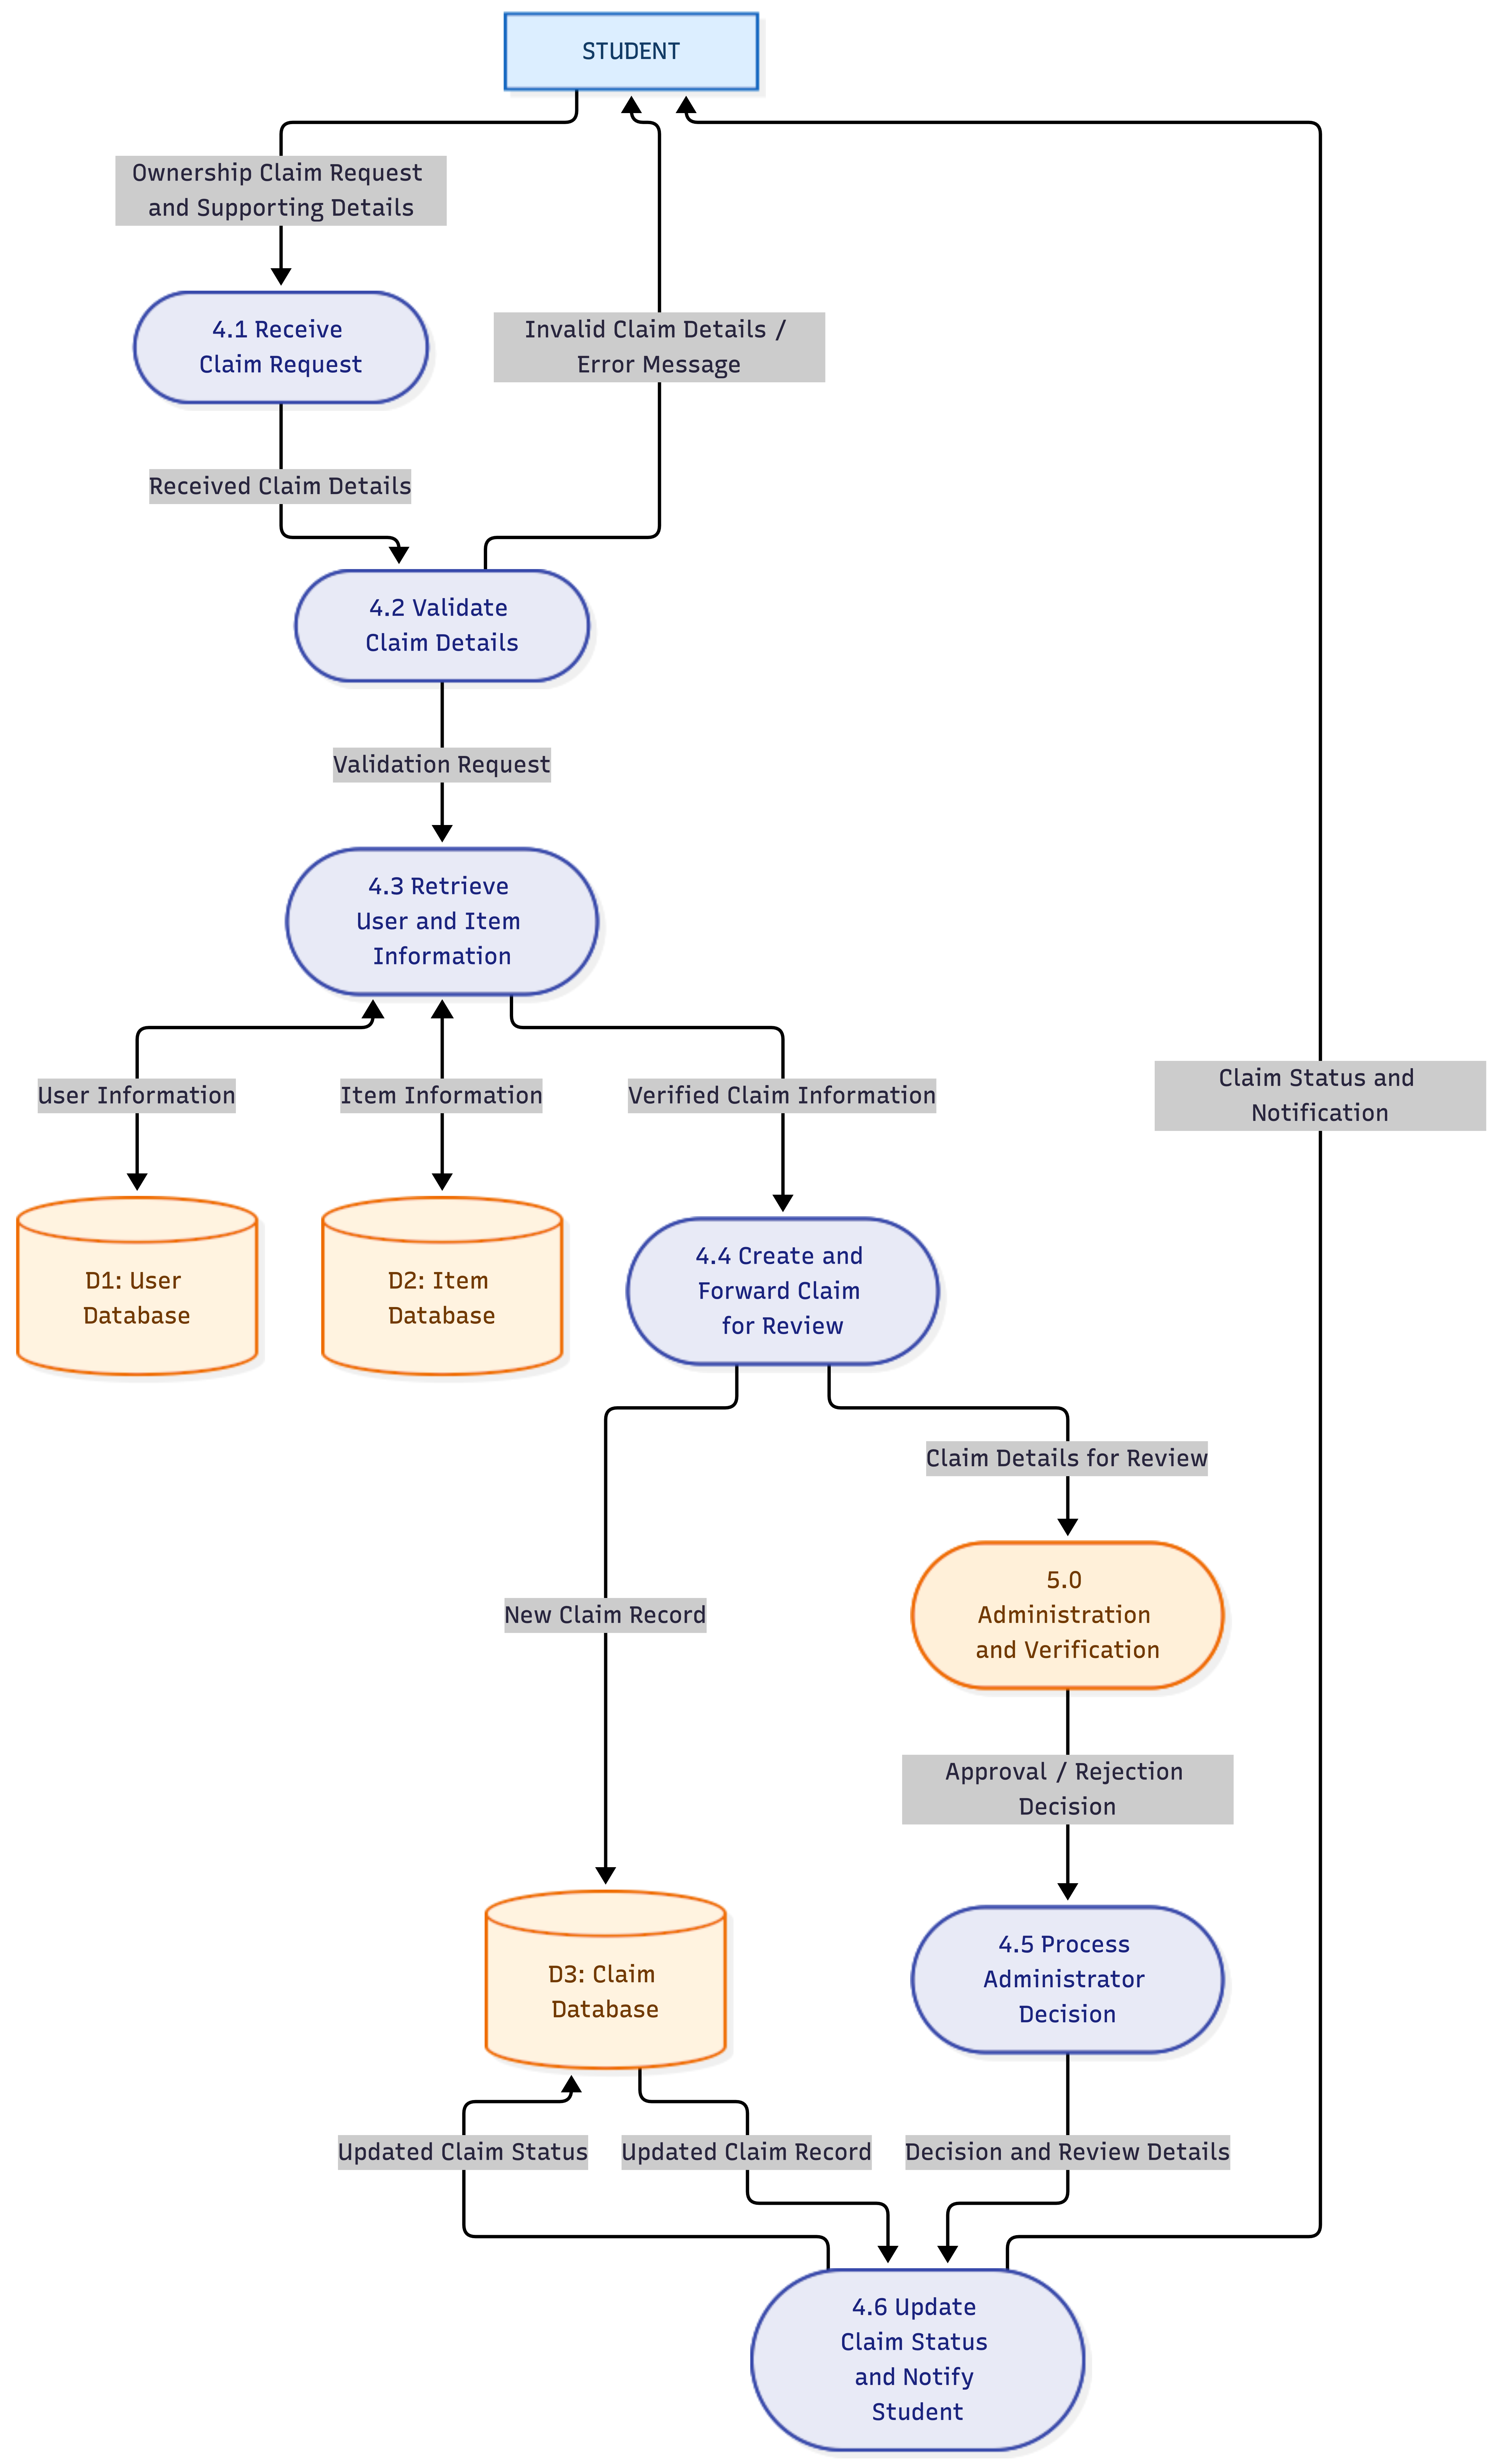 STUDENT
Ownership Claim Request
and Supporting Details
4.1 Receive
Claim Request
Invalid Claim Details /
Error Message
Received Claim Details
4.2 Validate
Claim Details
Validation Request
4.3 Retrieve
User and Item
Information
User Information
Item Information
Verified Claim Information
Claim Status and
Notification
D1: User
Database
D2: Item
Database
4.4 Create and
Forward Claim
for Review
Claim Details for Review
New Claim Record
5.0
Administration
and Verification
Approval / Rejection
Decision
D3: Claim
Database
4.5 Process
Administrator
Decision
Updated Claim Status
Updated Claim Record
Decision and Review Details
4.6 Update
Claim Status
and Notify
Student